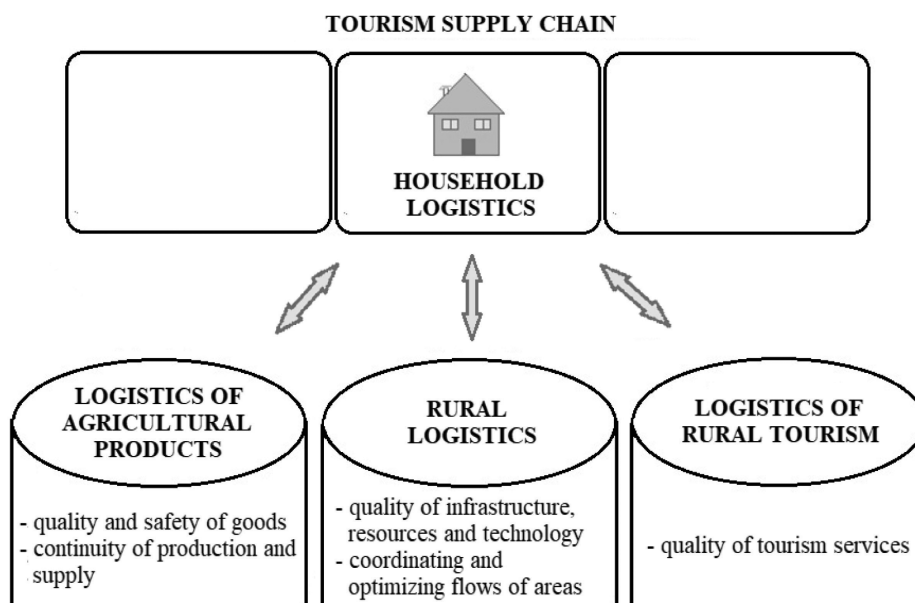 TOURISM SUPPLY CHAIN
HOUSEHOLD
LOGISTICS
LOGISTICS OF
AGRICULTURAL
PRODUCTS
- quality and safety of goods
- continuity of production and
supply
RURAL
LOGISTICS
- quality of infrastructure,
resources and technology
- coordinating and
optimizing flows of areas
LOGISTICS OF
RURAL TOURISM
- quality of tourism services